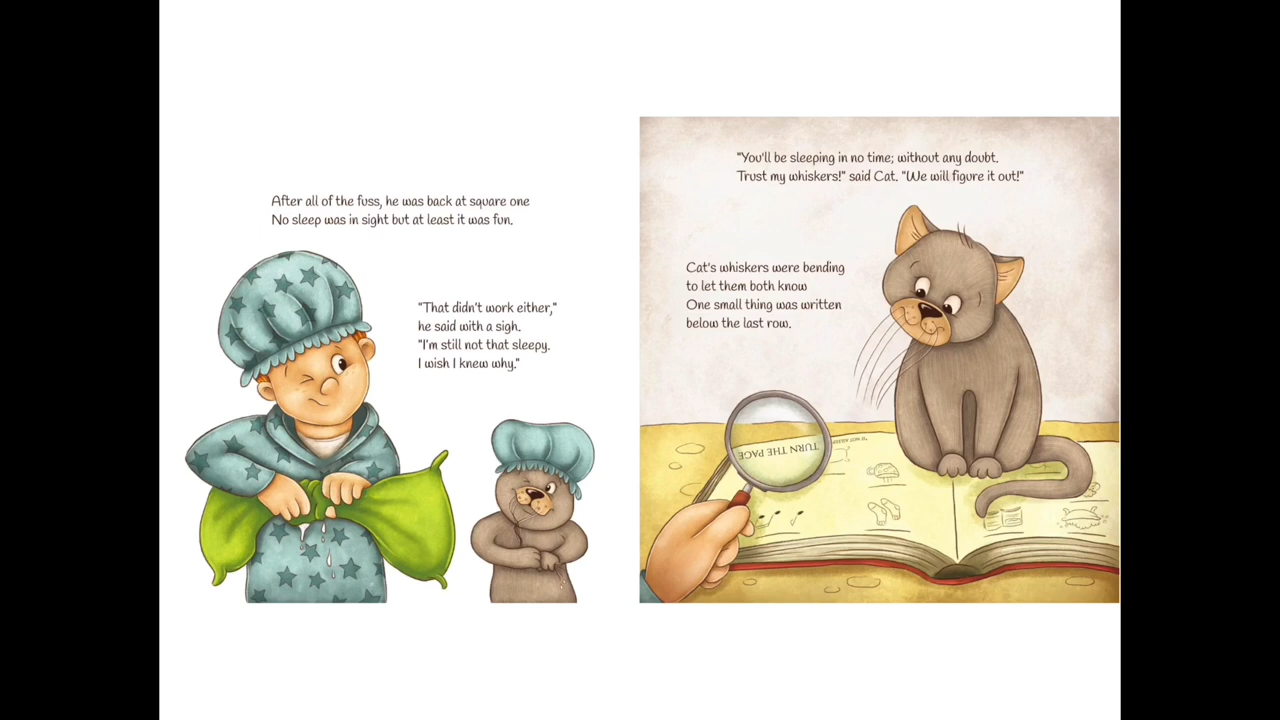 After all of the fuss, he was back at square one
No sleep was in sight but at least it was fun.
"That didn't work either,"
he said with a sigh.
"I'm still not that sleepy.
I wish I knew why."
"You'll be sleeping in no time; without any doubt.
Trust my whiskers!" said Cat. "We will figure it out!"
Cat's whiskers were bending
to let them both know
One small thing was written
below the last row.
IF NOT ASLEEP
TURN THE PAGE